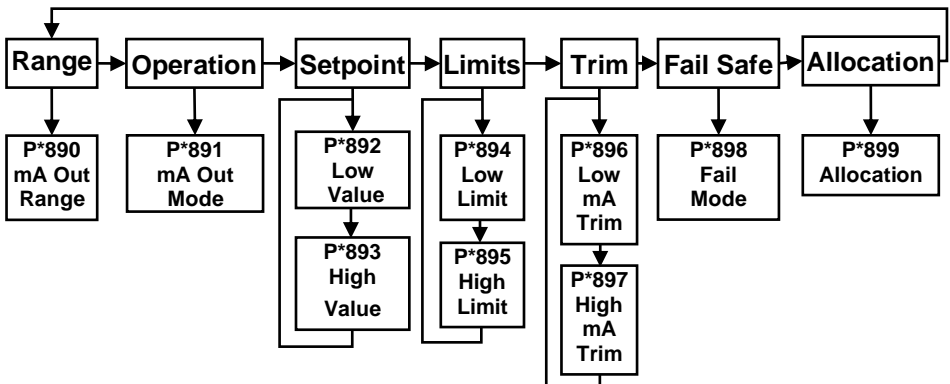 Range
Operation
Setpoint
Limits
Trim
Fail Safe
Allocation
P*890
mA Out
Range
P*891
mA Out
Mode
P*892
Low
Value
P*893
High
Value
P*894
Low
Limit
P*895
High
Limit
P*896
Low
mA
Trim
P*897
High
mA
Trim
P*898
Fail
Mode
P*899
Allocation